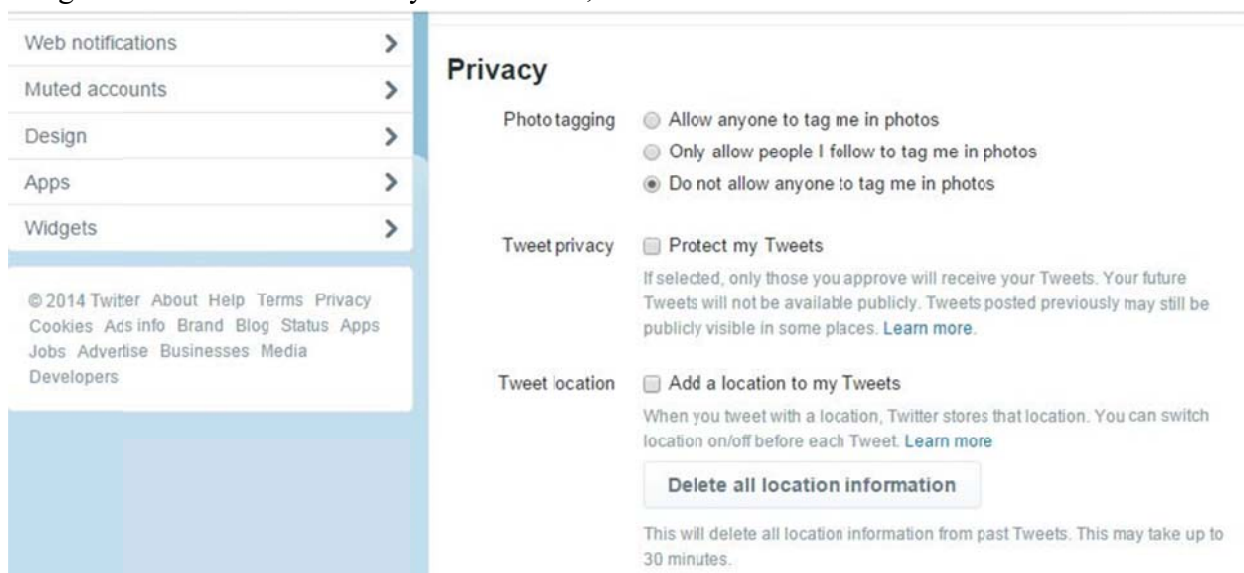 Web notifications
Muted accounts
Design
Apps
Widgets
© 2014 Twitter About Help Terms Privacy
Cookies Ads info Brand Blog Status Apps
Jobs Advertise Businesses Media
Developers
Privacy
Photo tagging Allow anyone to tag me in photos
Only allow people I follow to tag me in photos
Do not allow anyone to tag me in photos
Tweet privacy Protect my Tweets
If selected, only those you approve will receive your Tweets. Your future
Tweets will not be available publicly. Tweets posted previously may still be
publicly visible in some places. Learn more.
Tweet location Add a location to my Tweets
When you tweet with a location, Twitter stores that location. You can switch
location on/off before each Tweet. Learn more
Delete all location information
This will delete all location information from past Tweets. This may take up to
30 minutes.